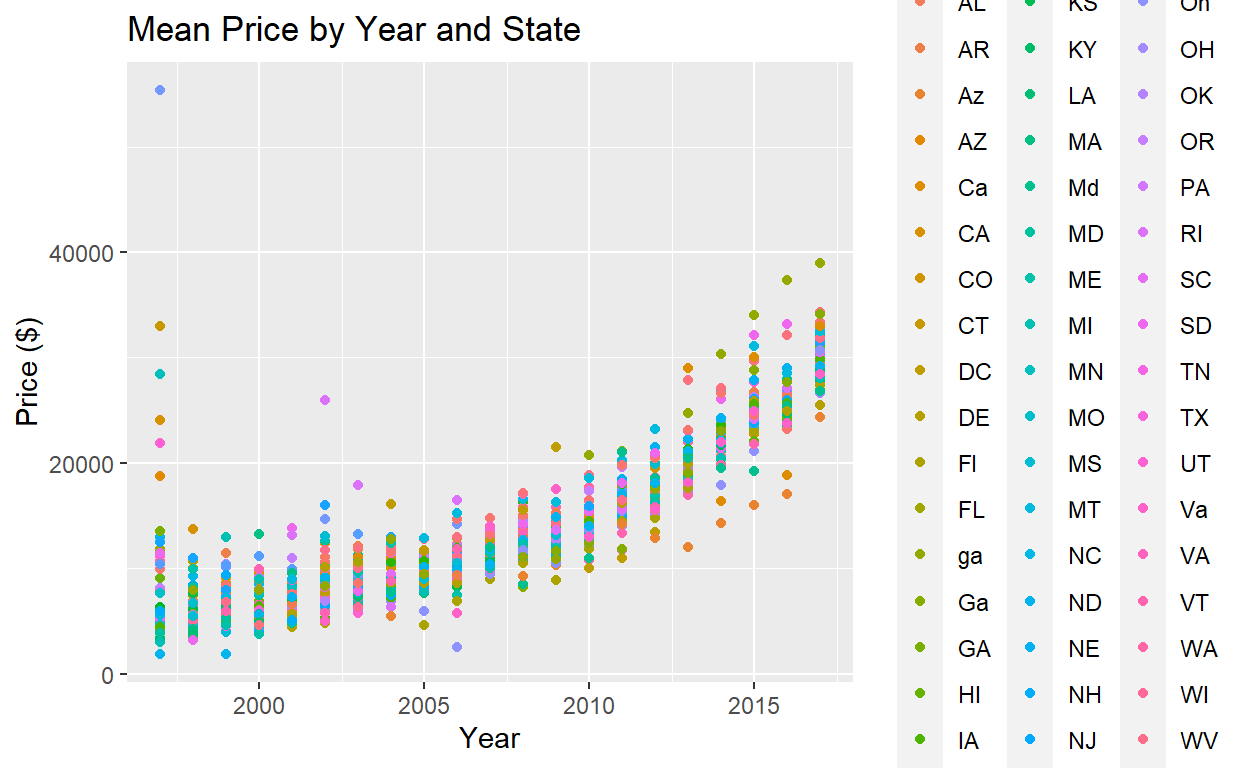 Mean Price by Year and State
Price ($)
40000
20000
0
2000 2005 2010 2015
Year
AL KS Oh
AR KY OH
Az LA OK
AZ MA OR
Ca Md PA
CA MD RI
CO ME SC
CT MI SD
DC MN TN
DE MO TX
Fl MS UT
FL MT Va
ga NC VA
Ga ND VT
GA NE WA
HI NH WI
IA NJ WV